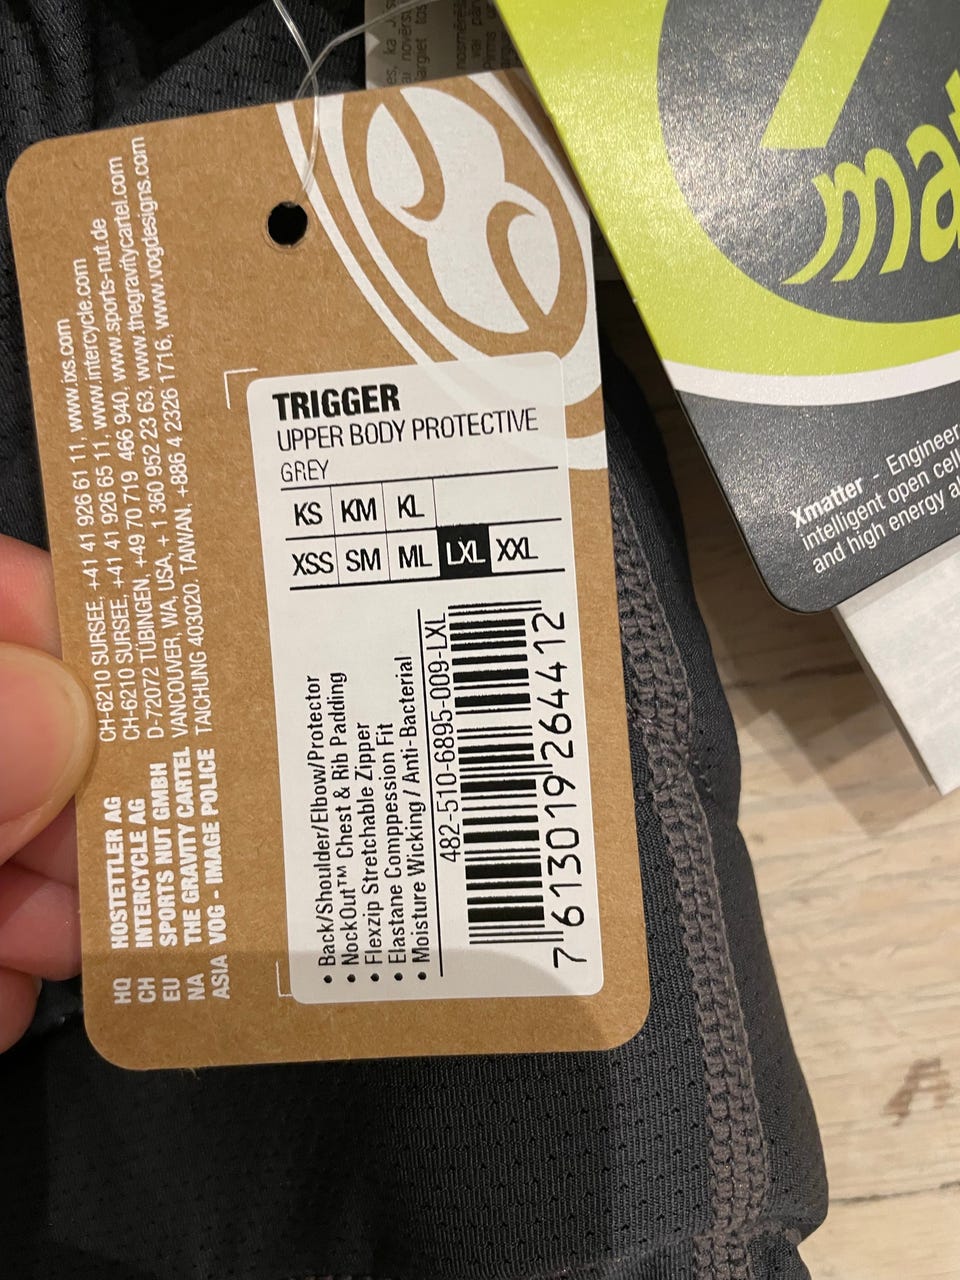 TRIGGER
UPPER BODY PROTECTIVE
GREY
KS KM KL
XSS SM ML LXL XXL
• Back/Shoulder/Elbow/Protector
• NockOut™ Chest & Rib Padding
• Flexzip Stretchable Zipper
• Elastane Comppession Fit
• Moisture Wicking / Anti-Bacterial
482-510-6895-009-LXL
7 613019 264412
HQ HOSTETTLER AG CH-6210 SURSEE, +41 41 926 61 11, www.ixs.com
CH INTERCYCLE AG CH-6210 SURSEE, +41 41 926 65 11, www.intercycle.com
EU SPORTS NUT GMBH D-72072 TÜBINGEN, +49 70 719 466 940, www.sports-nut.de
NA THE GRAVITY CARTEL VANCOUVER, WA, USA, + 1 360 952 23 63, www.thegravitycartel.com
ASIA VOG - IMAGE POLICE TAICHUNG 403020. TAIWAN, +886 4 2326 1716, www.vogdesigns.com
mat
Xmatter - Engineer
intelligent open cell
and high energy a